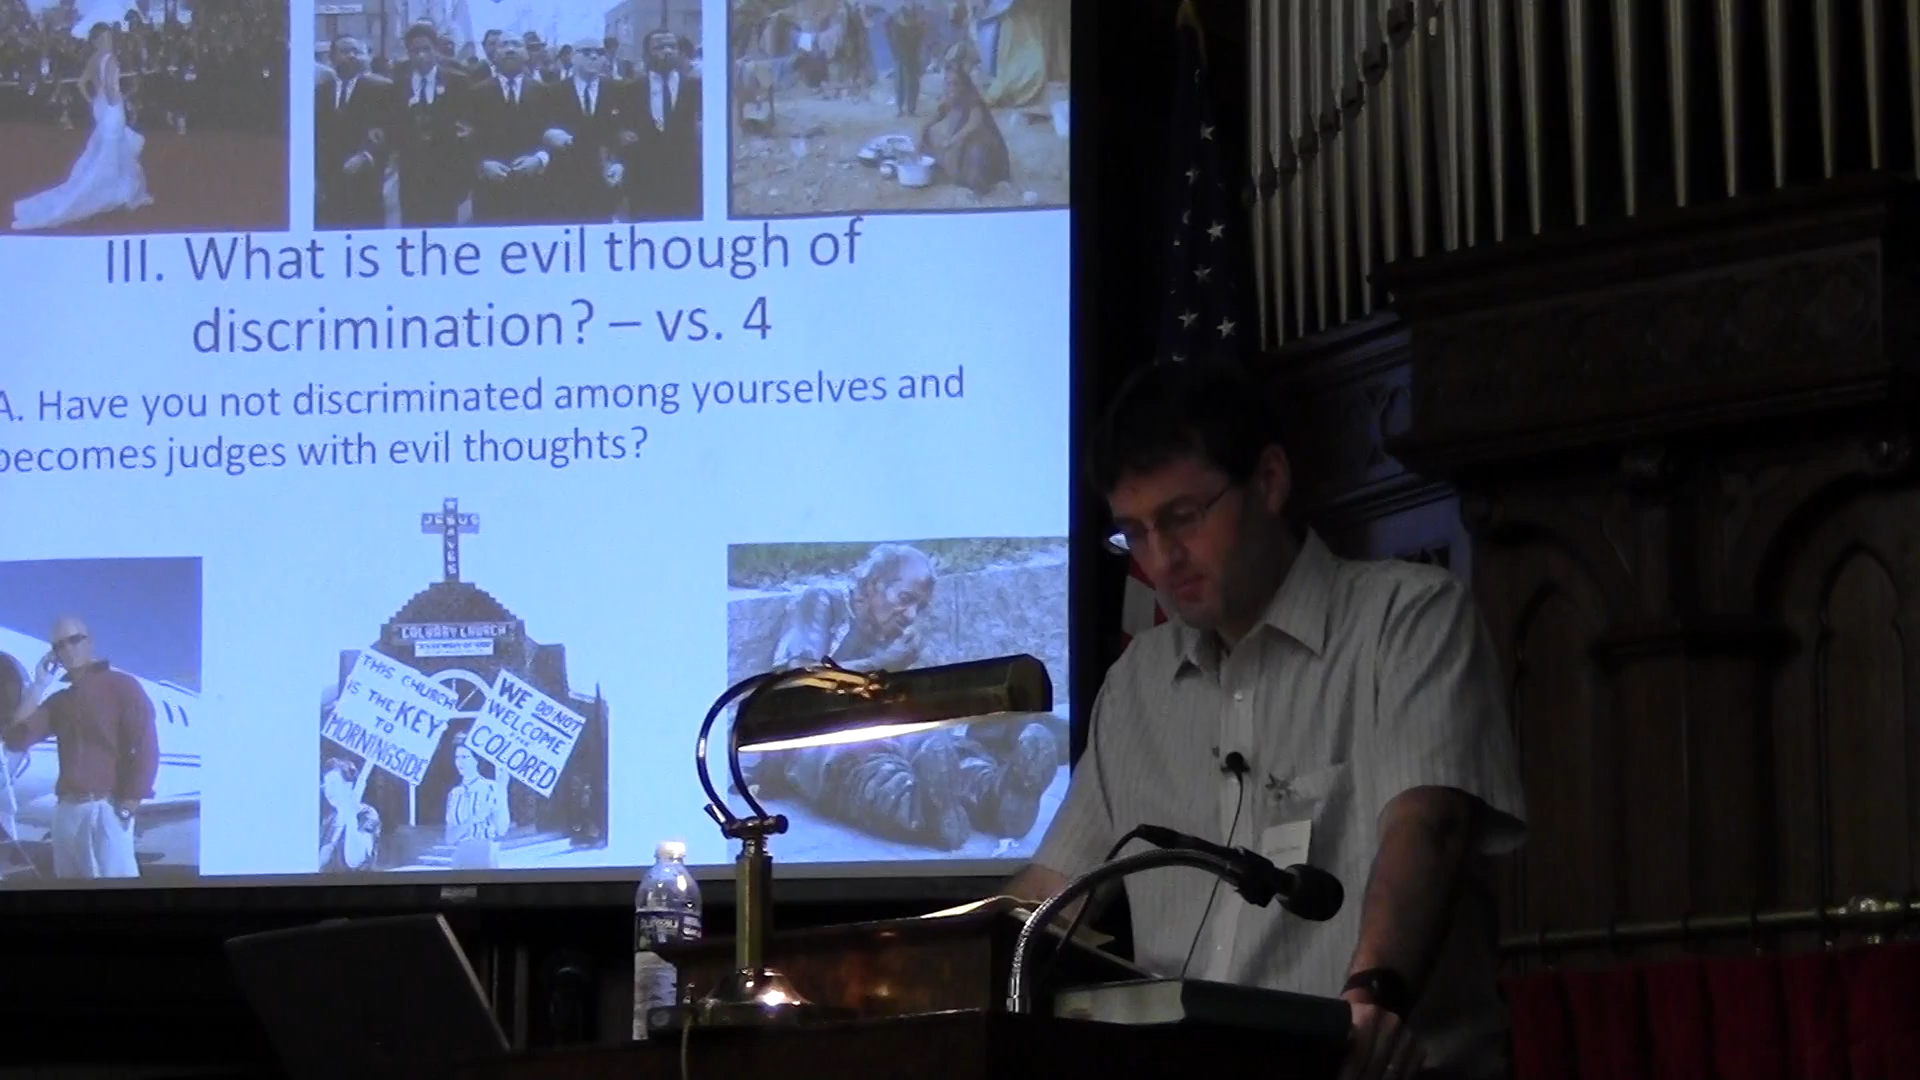 III. What is the evil though of
discrimination? – vs. 4
A. Have you not discriminated among yourselves and
becomes judges with evil thoughts?
JESUS
SAVES
CALVARY CHURCH
THIS CHURCH
IS THE KEY
TO
MORNINGSIDE
WE DO NOT
WELCOME
COLORED